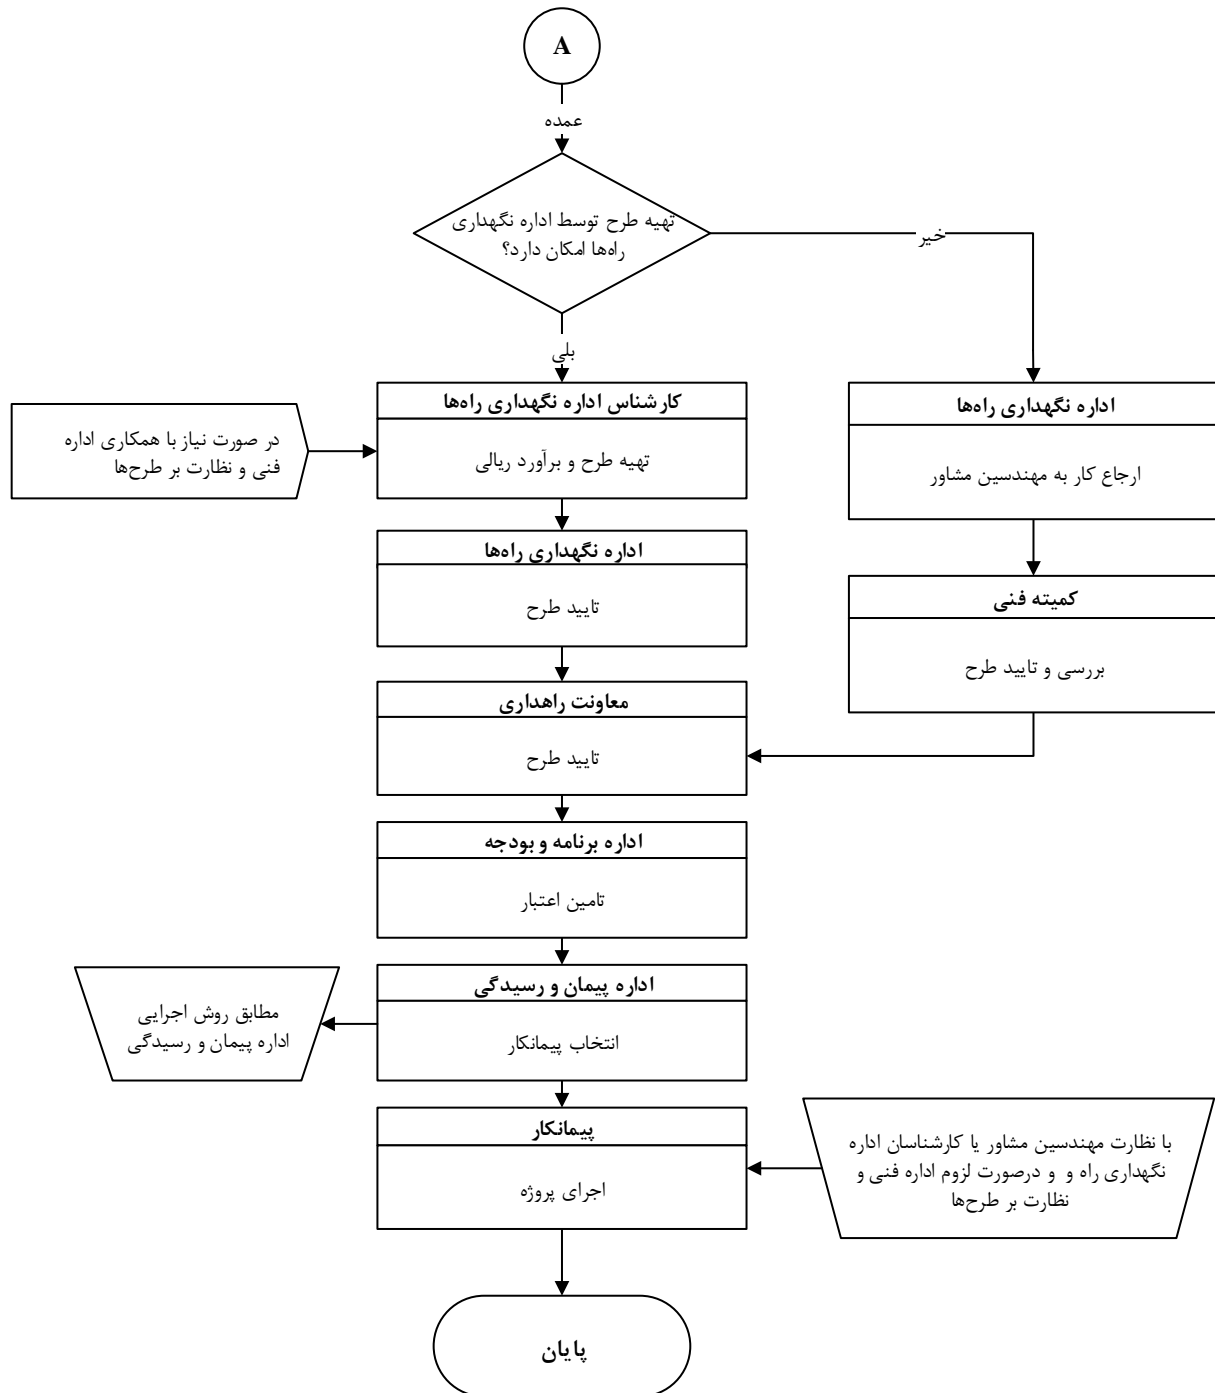 A
عمده
تهیه طرح توسط اداره نگهداری
راه‌ها امکان دارد؟
خیر
بلی
کارشناس اداره نگهداری راه‌ها
تهیه طرح و برآورد ریالی
در صورت نیاز با همکاری اداره
فنی و نظارت بر طرح‌ها
اداره نگهداری راه‌ها
ارجاع کار به مهندسین مشاور
اداره نگهداری راه‌ها
تایید طرح
کمیته فنی
بررسی و تایید طرح
معاونت راهداری
تایید طرح
اداره برنامه و بودجه
تامین اعتبار
اداره پیمان و رسیدگی
انتخاب پیمانکار
مطابق روش اجرایی
اداره پیمان و رسیدگی
پیمانکار
اجرای پروژه
با نظارت مهندسین مشاور یا کارشناسان اداره
نگهداری راه و و درصورت لزوم اداره فنی و
نظارت بر طرح‌ها
پایان